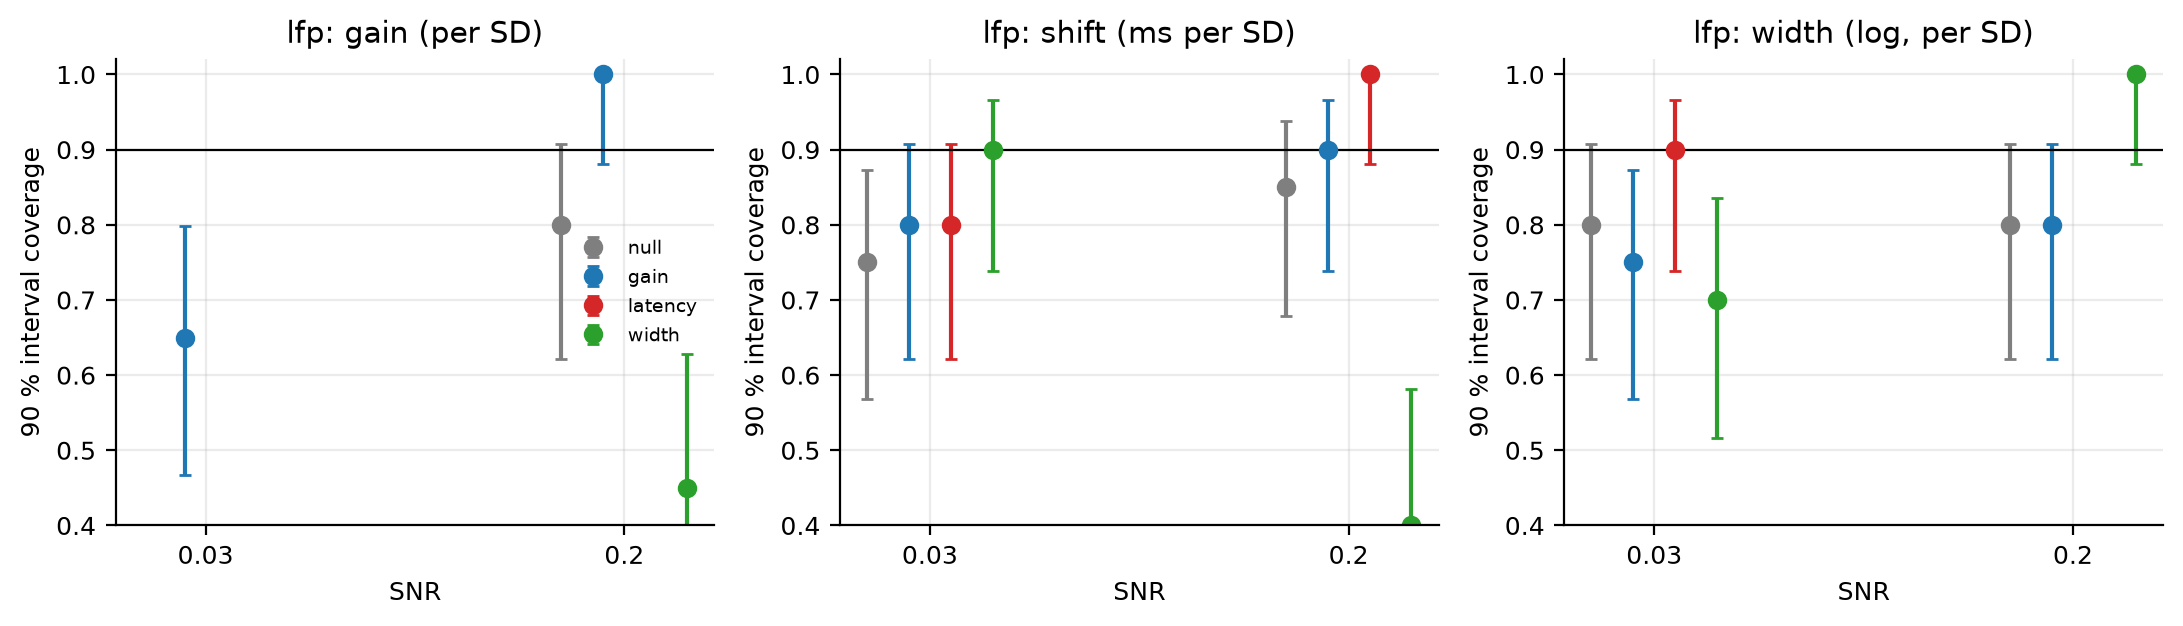 lfp: gain (per SD)
90 % interval coverage
1.0
0.9
0.8
0.7
0.6
0.5
0.4
null
gain
latency
width
0.03
0.2
SNR
lfp: shift (ms per SD)
90 % interval coverage
1.0
0.9
0.8
0.7
0.6
0.5
0.4
0.03
0.2
SNR
lfp: width (log, per SD)
90 % interval coverage
1.0
0.9
0.8
0.7
0.6
0.5
0.4
0.03
0.2
SNR